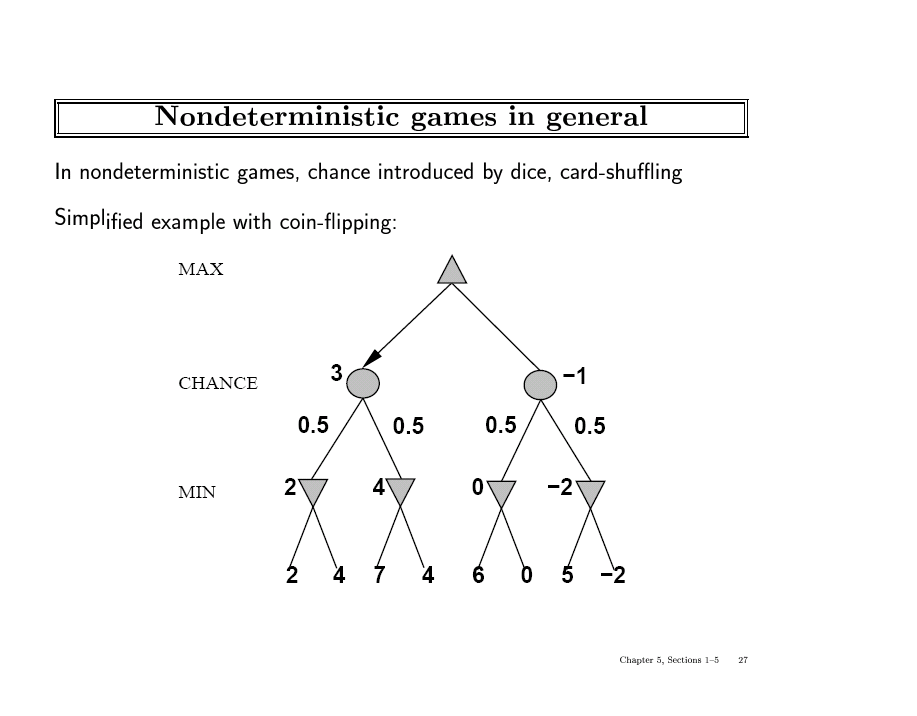 Nondeterministic games in general
In nondeterministic games, chance introduced by dice, card-shuffling
Simplified example with coin-flipping:
MAX
CHANCE 3 −1
0.5 0.5 0.5 0.5
MIN 2 4 0 −2
2 4 7 4 6 0 5 −2
Chapter 5, Sections 1–5 27